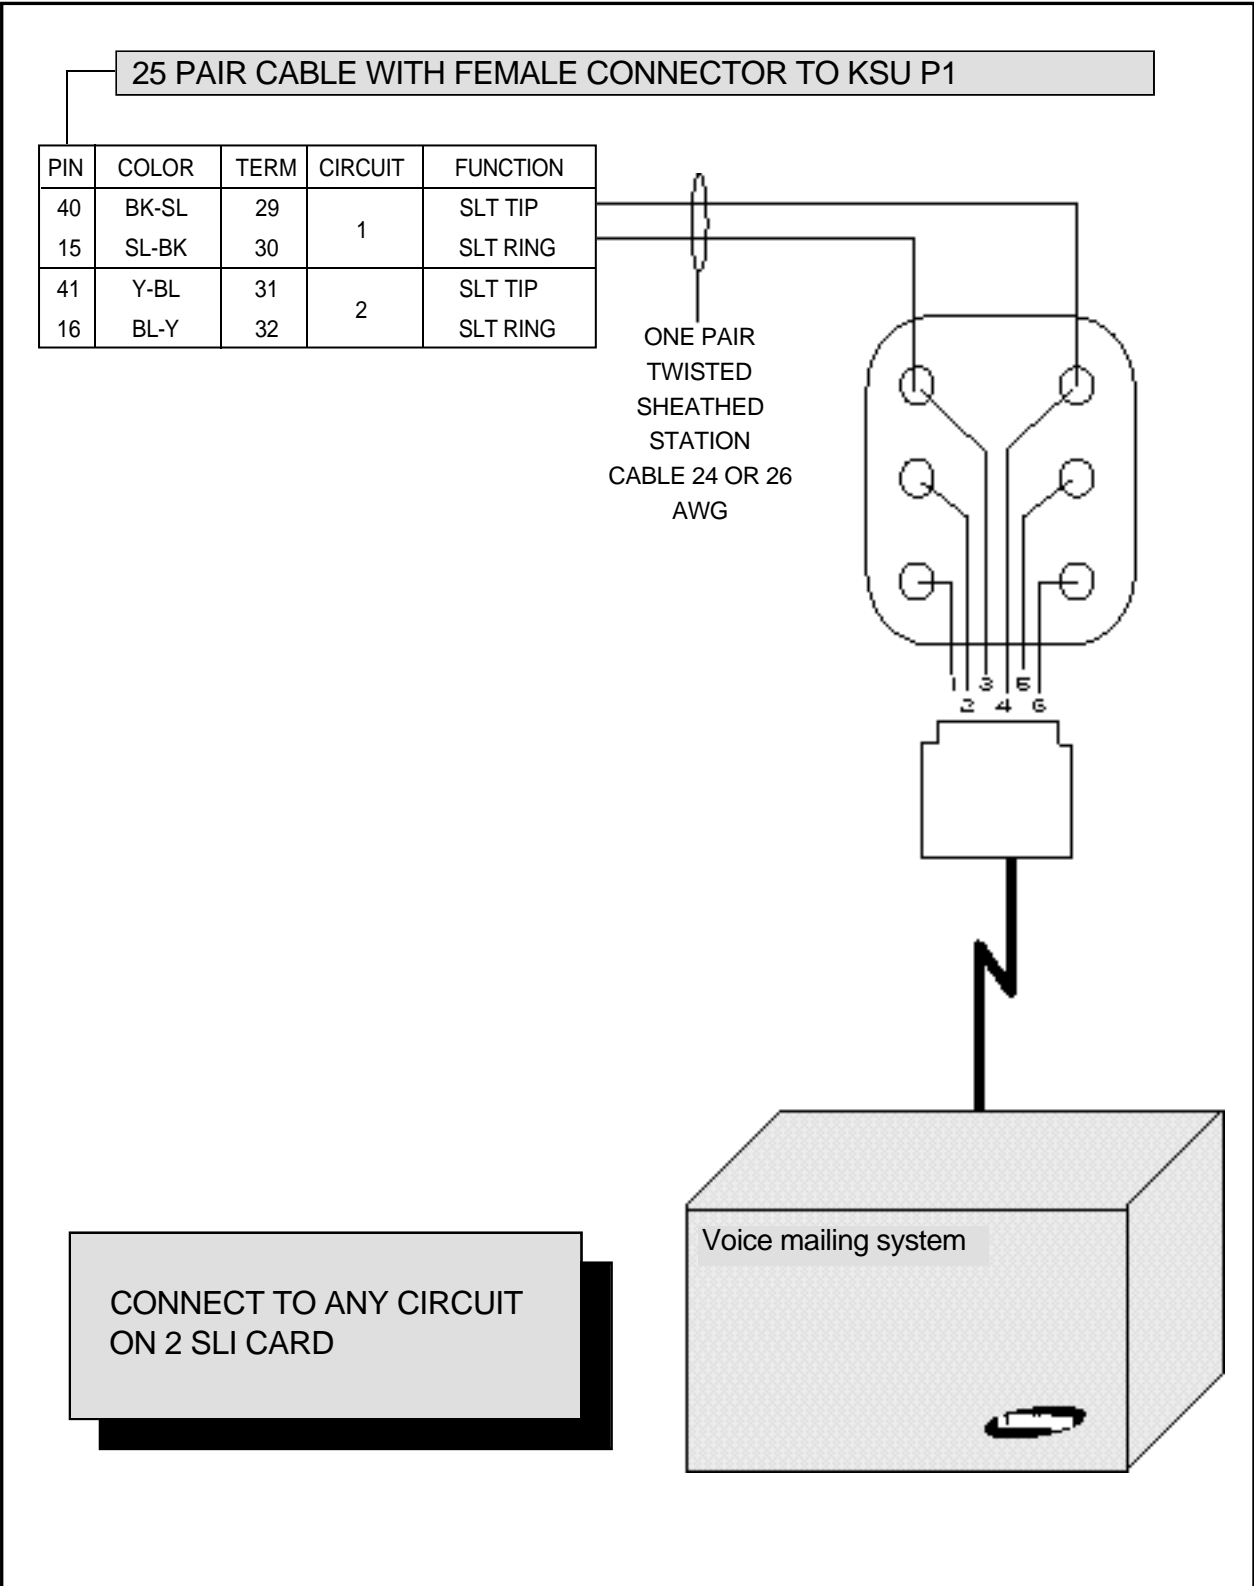 25 PAIR CABLE WITH FEMALE CONNECTOR TO KSU P1
PIN COLOR TERM CIRCUIT FUNCTION
40 BK-SL 29 1 SLT TIP
15 SL-BK 30 SLT RING
41 Y-BL 31 2 SLT TIP
16 BL-Y 32 SLT RING
ONE PAIR
TWISTED
SHEATHED
STATION
CABLE 24 OR 26
AWG
1 3 5
2 4 6
Voice mailing system
CONNECT TO ANY CIRCUIT
ON 2 SLI CARD